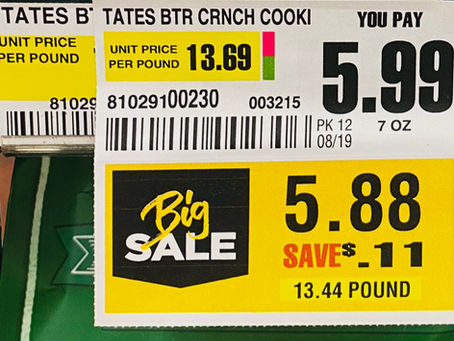 TATES B
UNIT PRICE
PER POUND
81029
TATES BTR CRNCH COOKI
YOU PAY
UNIT PRICE
PER POUND
13.69
5.99
81029100230
003215
PK 12
7 OZ
08/19
Big
SALE
5.88
SAVE $.11
13.44 POUND